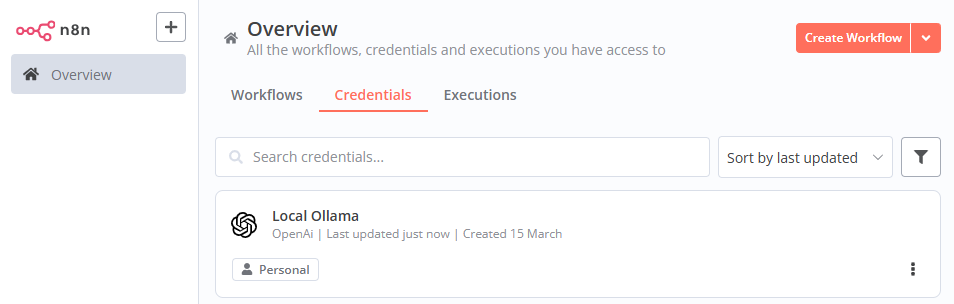 n8n
Overview
Overview
All the workflows, credentials and executions you have access to
Create Workflow
Workflows
Credentials
Executions
Search credentials...
Sort by last updated
Local Ollama
OpenAi | Last updated just now | Created 15 March
Personal